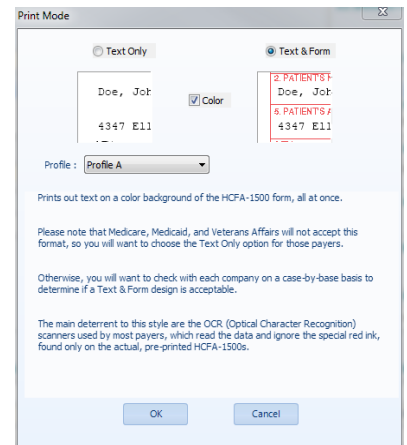 Print Mode
Text Only
Text & Form
Doe, Joh
4347 Ell
Color
2. PATIENT'S
Doe, Joh
5. PATIENT'S
4347 Ell
Profile :
Profile A
Prints out text on a color background of the HCFA-1500 form, all at once.
Please note that Medicare, Medicaid, and Veterans Affairs will not accept this
format, so you will want to choose the Text Only option for those payers.
Otherwise, you will want to check with each company on a case-by-base basis to
determine if a Text & Form design is acceptable.
The main deterrent to this style are the OCR (Optical Character Recognition)
scanners used by most payers, which read the data and ignore the special red ink,
found only on the actual, pre-printed HCFA-1500s.
OK
Cancel